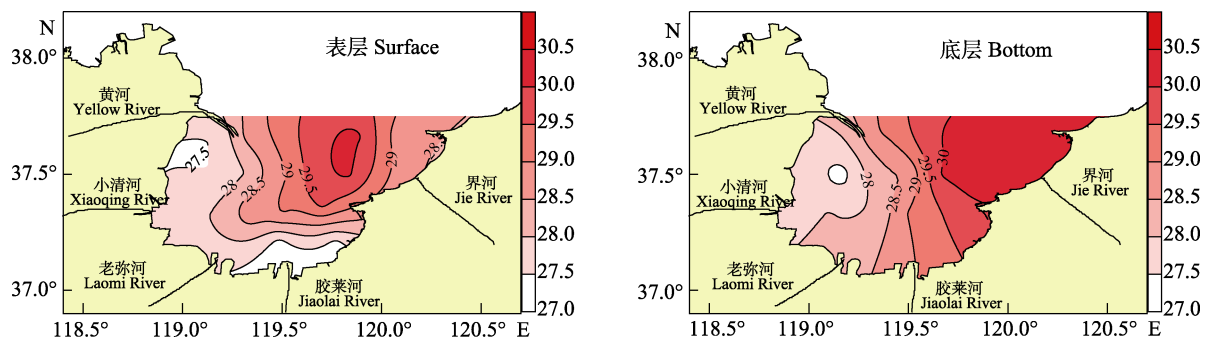 N
表层 Surface
38.0°
37.5°
37.0°
黄河
Yellow River
小清河
Xiaoqing River
老弥河
Laomi River
胶莱河
Jiaolai River
界河
Jie River
27.5
28
28.5
29
29.5
29
28.5
118.5°
119.0°
119.5°
120.0°
120.5°
E
30.5
30.0
29.5
29.0
28.5
28.0
27.5
27.0
N
底层 Bottom
38.0°
37.5°
37.0°
黄河
Yellow River
小清河
Xiaoqing River
老弥河
Laomi River
胶莱河
Jiaolai River
界河
Jie River
28
28.5
29
29.5
30
118.5°
119.0°
119.5°
120.0°
120.5°
E
30.5
30.0
29.5
29.0
28.5
28.0
27.5
27.0